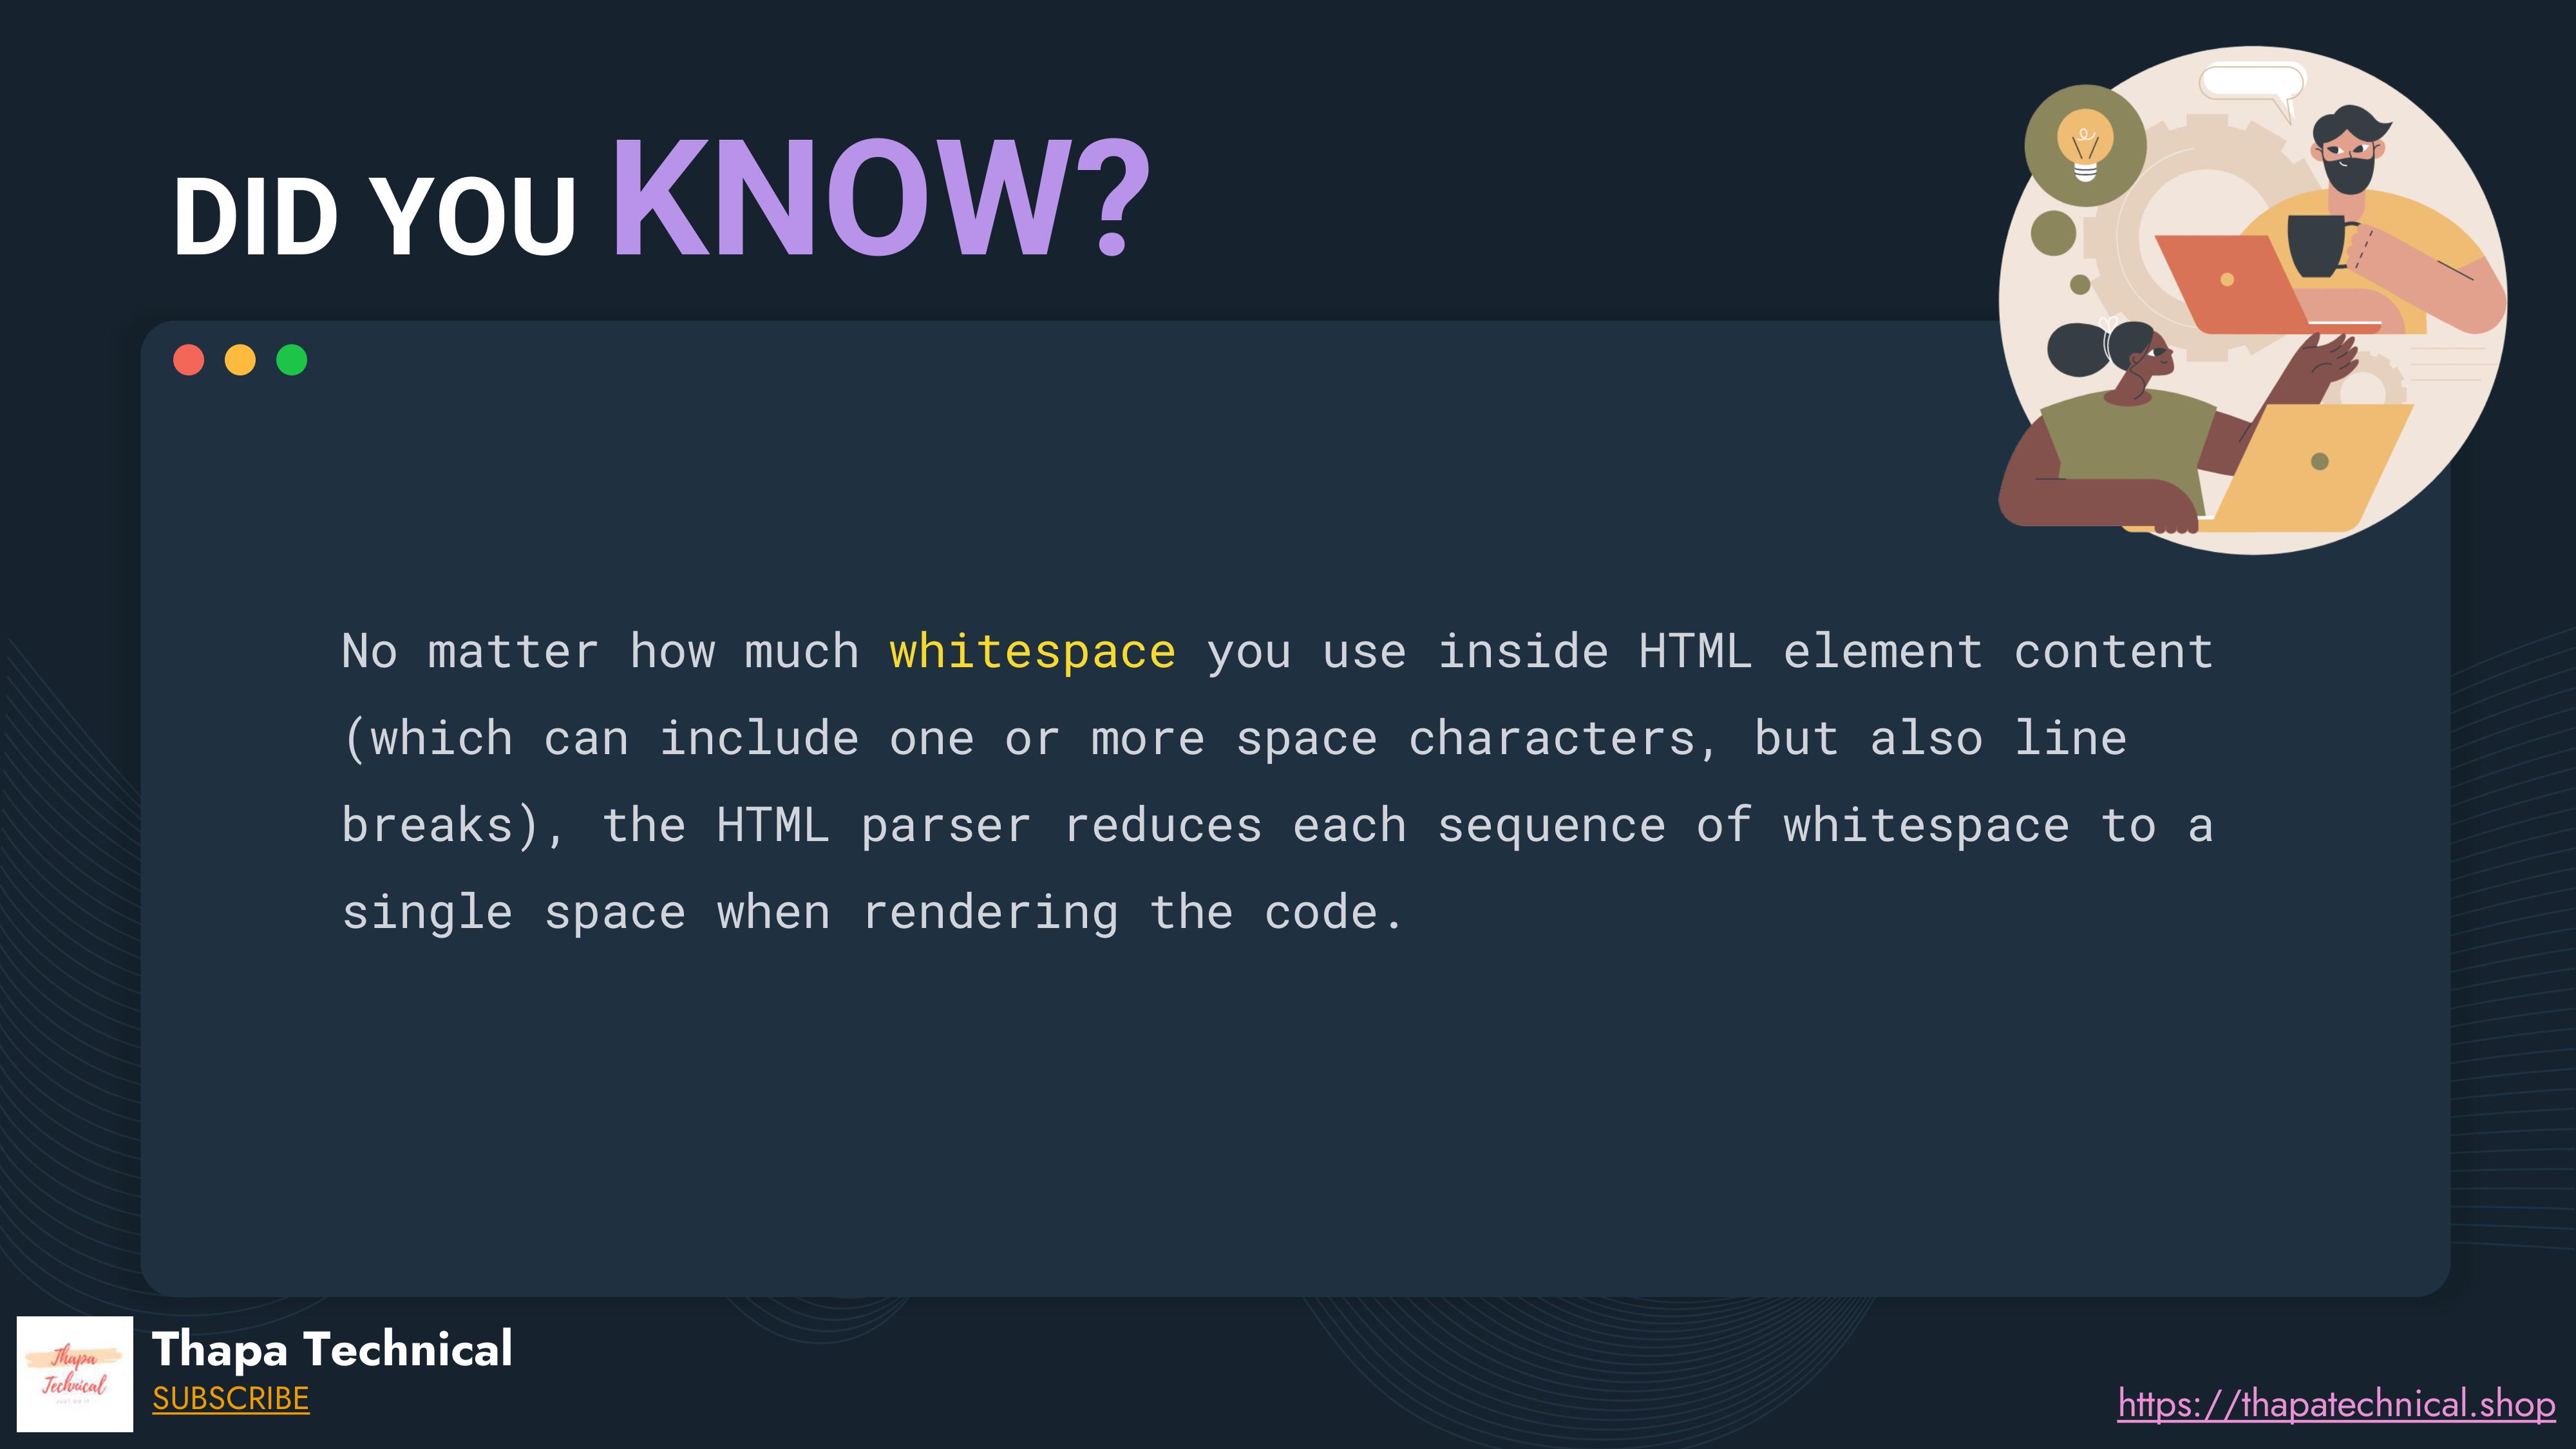 DID YOU KNOW?
No matter how much whitespace you use inside HTML element content
(which can include one or more space characters, but also line
breaks), the HTML parser reduces each sequence of whitespace to a
single space when rendering the code.
Thapa
Technical
Thapa Technical
SUBSCRIBE
https://thapatechnical.shop